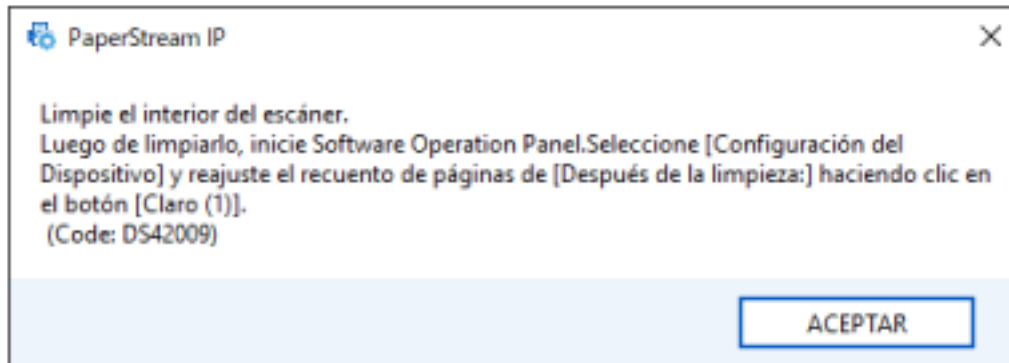 PaperStream IP
Limpie el interior del escáner.
Luego de limpiarlo, inicie Software Operation Panel.Seleccione [Configuración del
Dispositivo] y reajuste el recuento de páginas de [Después de la limpieza:] haciendo clic en
el botón [Claro (1)].
(Code: DS42009)
ACEPTAR